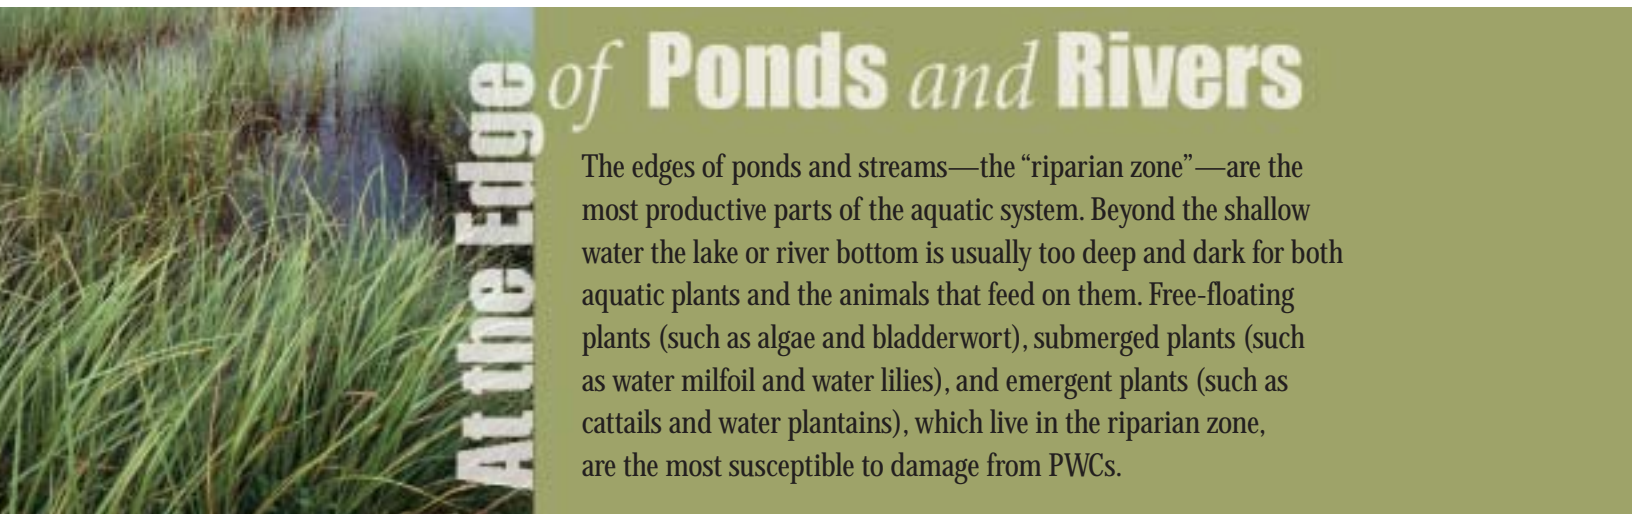 At the Edge of Ponds and Rivers
The edges of ponds and streams—the “riparian zone”—are the
most productive parts of the aquatic system. Beyond the shallow
water the lake or river bottom is usually too deep and dark for both
aquatic plants and the animals that feed on them. Free-floating
plants (such as algae and bladderwort), submerged plants (such
as water milfoil and water lilies), and emergent plants (such as
cattails and water plantains), which live in the riparian zone,
are the most susceptible to damage from PWCs.